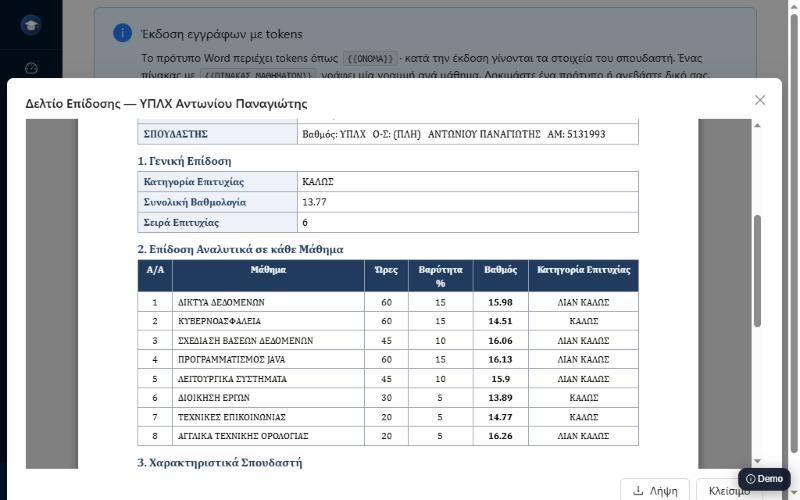 Έκδοση εγγράφων με tokens
Το πρότυπο Word περιέχει tokens όπως {{ΟΝΟΜΑ}} · κατά την έκδοση γίνονται τα στοιχεία του σπουδαστή. Ένας
πίνακας με {{ΠΙΝΑΚΑΣ_ΜΑΘΗΜΑΤΩΝ}} γράφει μία γραμμή ανά μάθημα. Δοκιμάστε ένα πρότυπο ή ανεβάστε δικό σας.
Δελτίο Επίδοσης — ΥΠΛΧ Αντωνίου Παναγιώτης
ΣΠΟΥΔΑΣΤΗΣ Βαθμός: ΥΠΛΧ Ο-Σ: (ΠΛΗ) ΑΝΤΩΝΙΟΥ ΠΑΝΑΓΙΩΤΗΣ ΑΜ: 5131993
1. Γενική Επίδοση
Κατηγορία Επιτυχίας ΚΑΛΩΣ
Συνολική Βαθμολογία 13.77
Σειρά Επιτυχίας 6
2. Επίδοση Αναλυτικά σε κάθε Μάθημα
Α/Α Μάθημα Ώρες Βαρύτητα % Βαθμός Κατηγορία Επιτυχίας
1 ΔΙΚΤΥΑ ΔΕΔΟΜΕΝΩΝ 60 15 15.98 ΛΙΑΝ ΚΑΛΩΣ
2 ΚΥΒΕΡΝΟΑΣΦΑΛΕΙΑ 60 15 14.51 ΚΑΛΩΣ
3 ΣΧΕΔΙΑΣΗ ΒΑΣΕΩΝ ΔΕΔΟΜΕΝΩΝ 45 10 16.06 ΛΙΑΝ ΚΑΛΩΣ
4 ΠΡΟΓΡΑΜΜΑΤΙΣΜΟΣ JAVA 60 15 16.13 ΛΙΑΝ ΚΑΛΩΣ
5 ΛΕΙΤΟΥΡΓΙΚΑ ΣΥΣΤΗΜΑΤΑ 45 10 15.9 ΛΙΑΝ ΚΑΛΩΣ
6 ΔΙΟΙΚΗΣΗ ΕΡΓΩΝ 30 5 13.89 ΚΑΛΩΣ
7 ΤΕΧΝΙΚΕΣ ΕΠΙΚΟΙΝΩΝΙΑΣ 20 5 14.77 ΚΑΛΩΣ
8 ΑΓΓΛΙΚΑ ΤΕΧΝΙΚΗΣ ΟΡΟΛΟΓΙΑΣ 20 5 16.26 ΛΙΑΝ ΚΑΛΩΣ
3. Χαρακτηριστικά Σπουδαστή
Demo
Λήψη Κλείσιμο